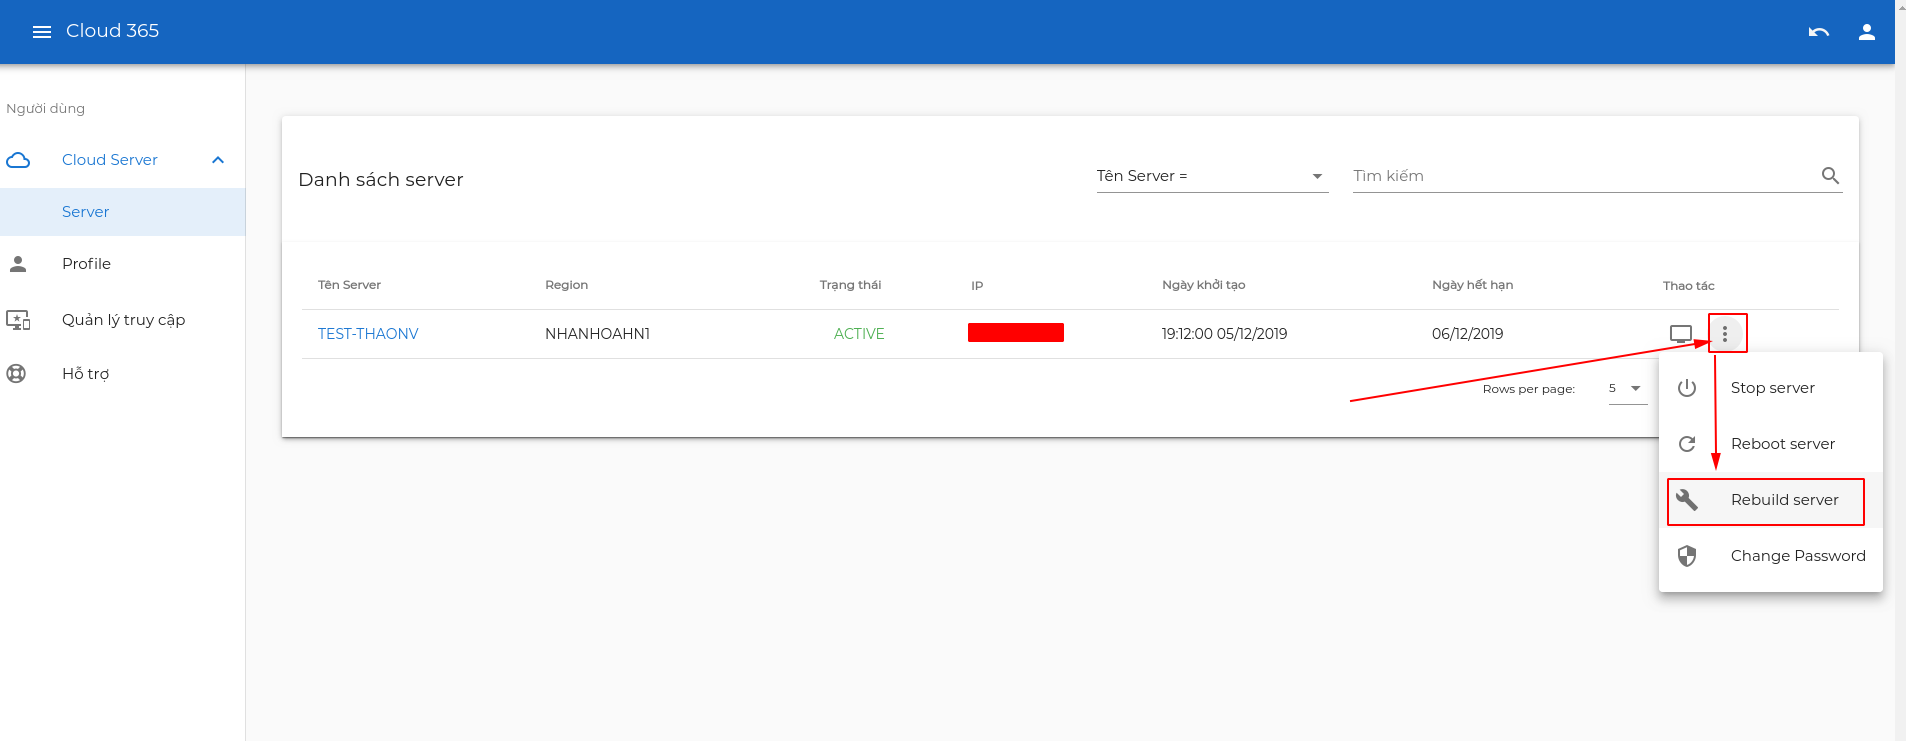 Cloud 365
Người dùng
Cloud Server
Server
Profile
Quản lý truy cập
Hỗ trợ
Danh sách server
Tên Server =
Tìm kiếm
Tên Server Region Trạng thái IP Ngày khởi tạo Ngày hết hạn Thao tác
TEST-THAONV NHANHOAHN1 ACTIVE 19:12:00 05/12/2019 06/12/2019
Rows per page: 5
Stop server
Reboot server
Rebuild server
Change Password